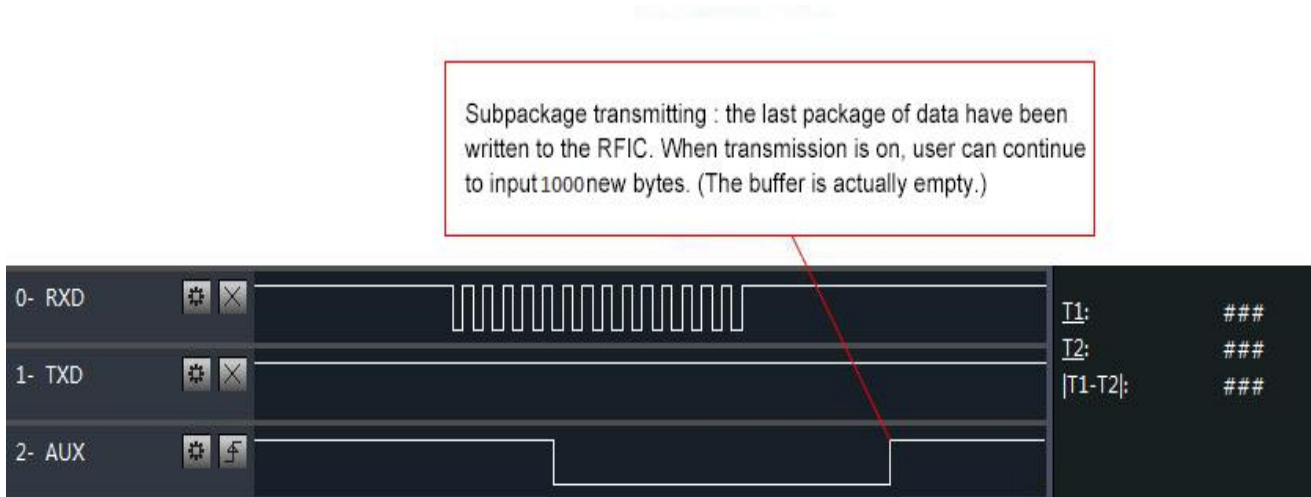 Subpackage transmitting : the last package of data have been
written to the RFIC. When transmission is on, user can continue
to input 1000 new bytes. (The buffer is actually empty.)
0- RXD
T1: ###
T2: ###
1- TXD
|T1-T2|: ###
2- AUX